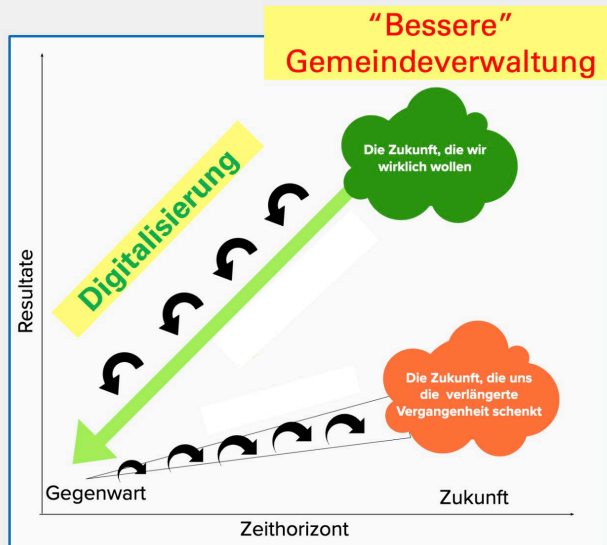 “Bessere”
Gemeindeverwaltung
Die Zukunft, die wir
wirklich wollen
Digitalisierung
Resultate
Die Zukunft, die uns
die verlängerte
Vergangenheit schenkt
Gegenwart
Zukunft
Zeithorizont